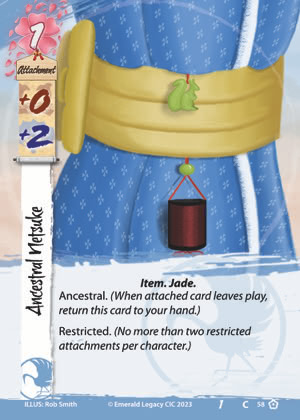 1
Attachment
+0
+2
Ancestral Netsuke
Item. Jade.
Ancestral. (When attached card leaves play,
return this card to your hand.)
Restricted. (No more than two restricted
attachments per character.)
ILLUS: Rob Smith © Emerald Legacy CIC 2023 1 C 58